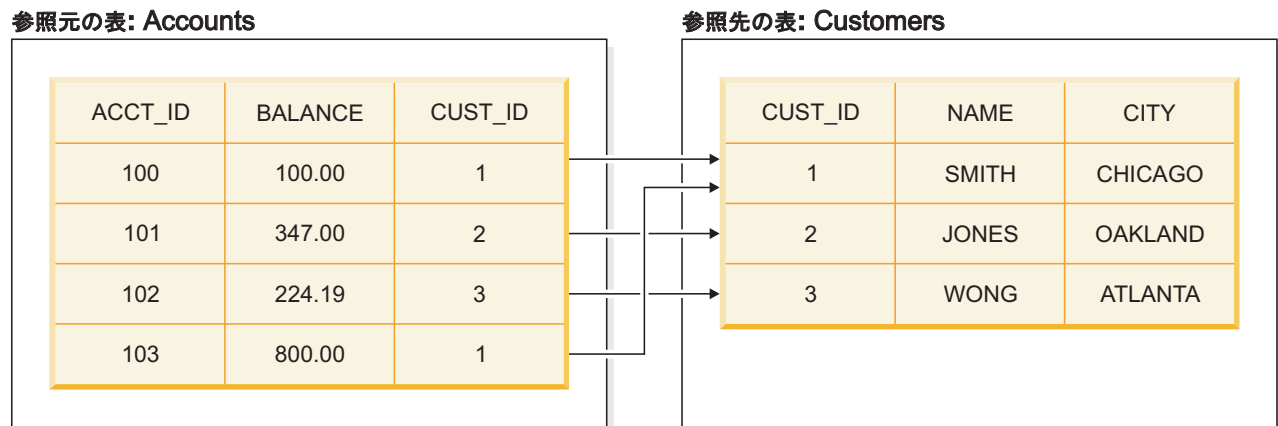 参照元の表: Accounts
ACCT_ID BALANCE CUST_ID
100 100.00 1
101 347.00 2
102 224.19 3
103 800.00 1
参照先の表: Customers
CUST_ID NAME CITY
1 SMITH CHICAGO
2 JONES OAKLAND
3 WONG ATLANTA